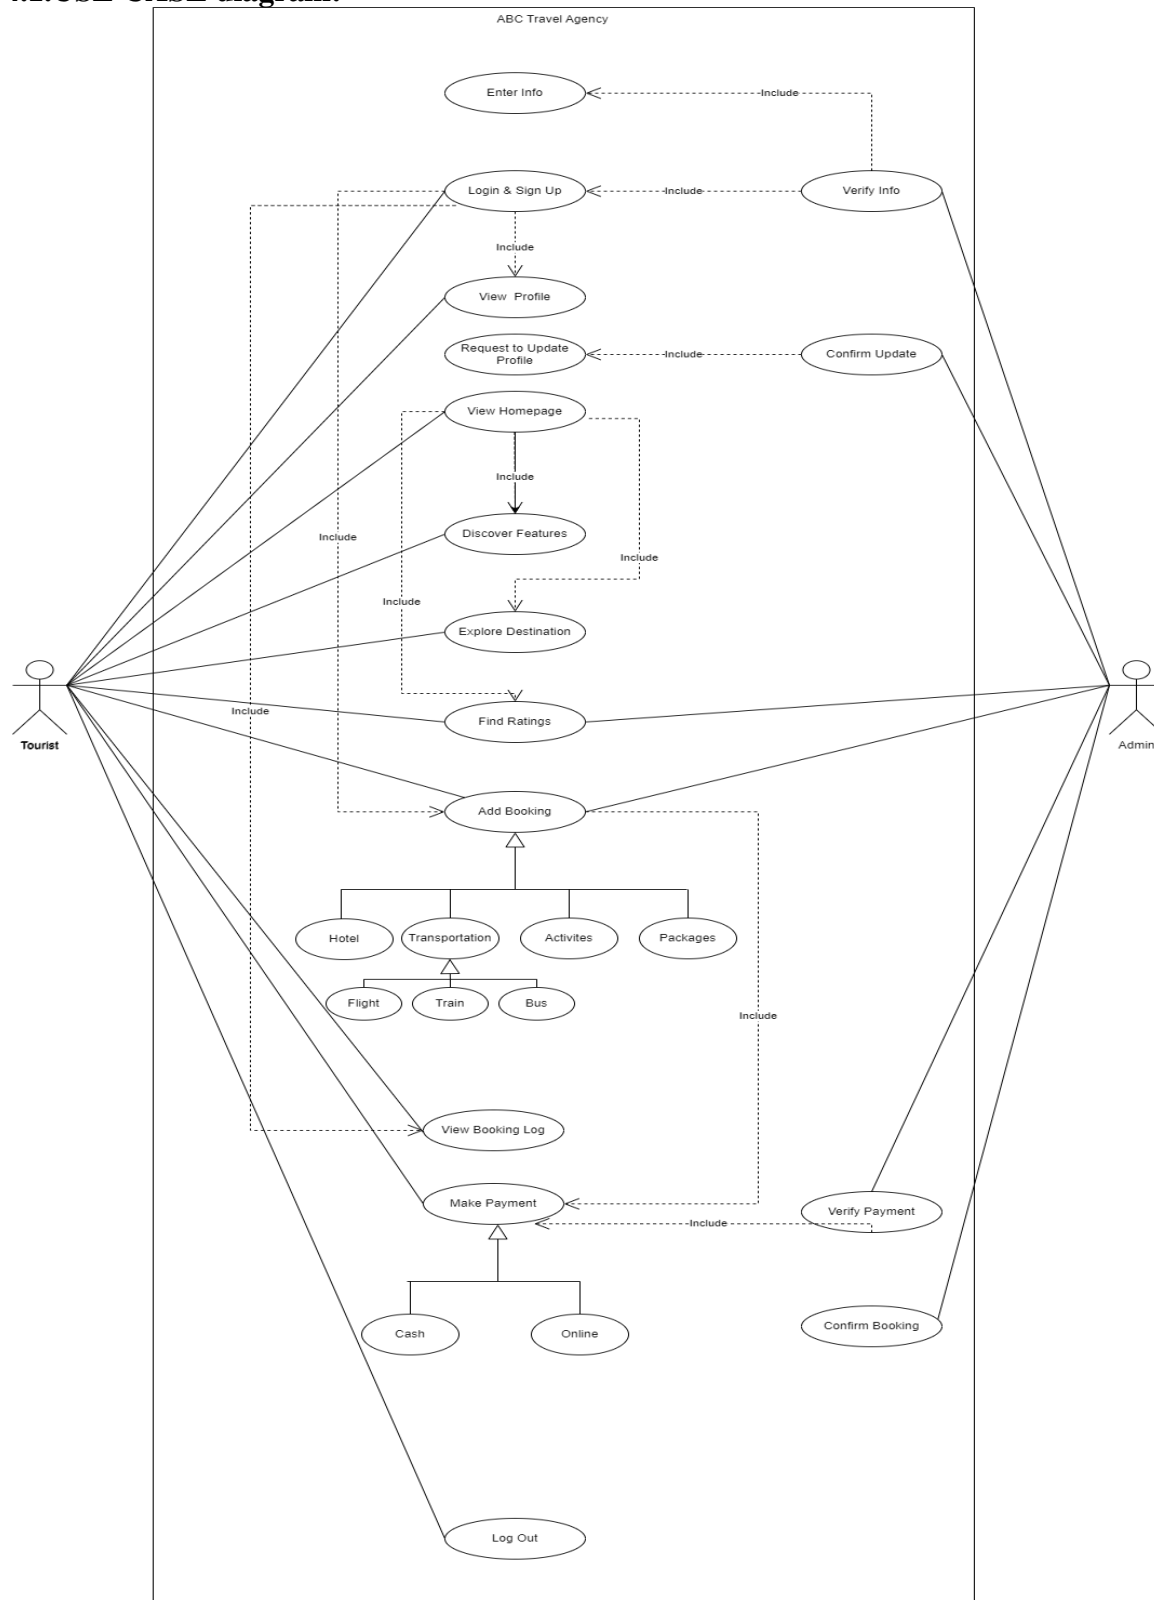 ABC Travel Agency
Enter Info
Include
Login & Sign Up
Include
Verify Info
Include
View Profile
Request to Update
Profile
Include
Confirm Update
View Homepage
Include
Discover Features
Include
Include
Include
Explore Destination
Include
Find Ratings
Tourist
Admin
Add Booking
Hotel
Transportation
Activites
Packages
Flight
Train
Bus
Include
View Booking Log
Make Payment
Verify Payment
Include
Cash
Online
Confirm Booking
Log Out